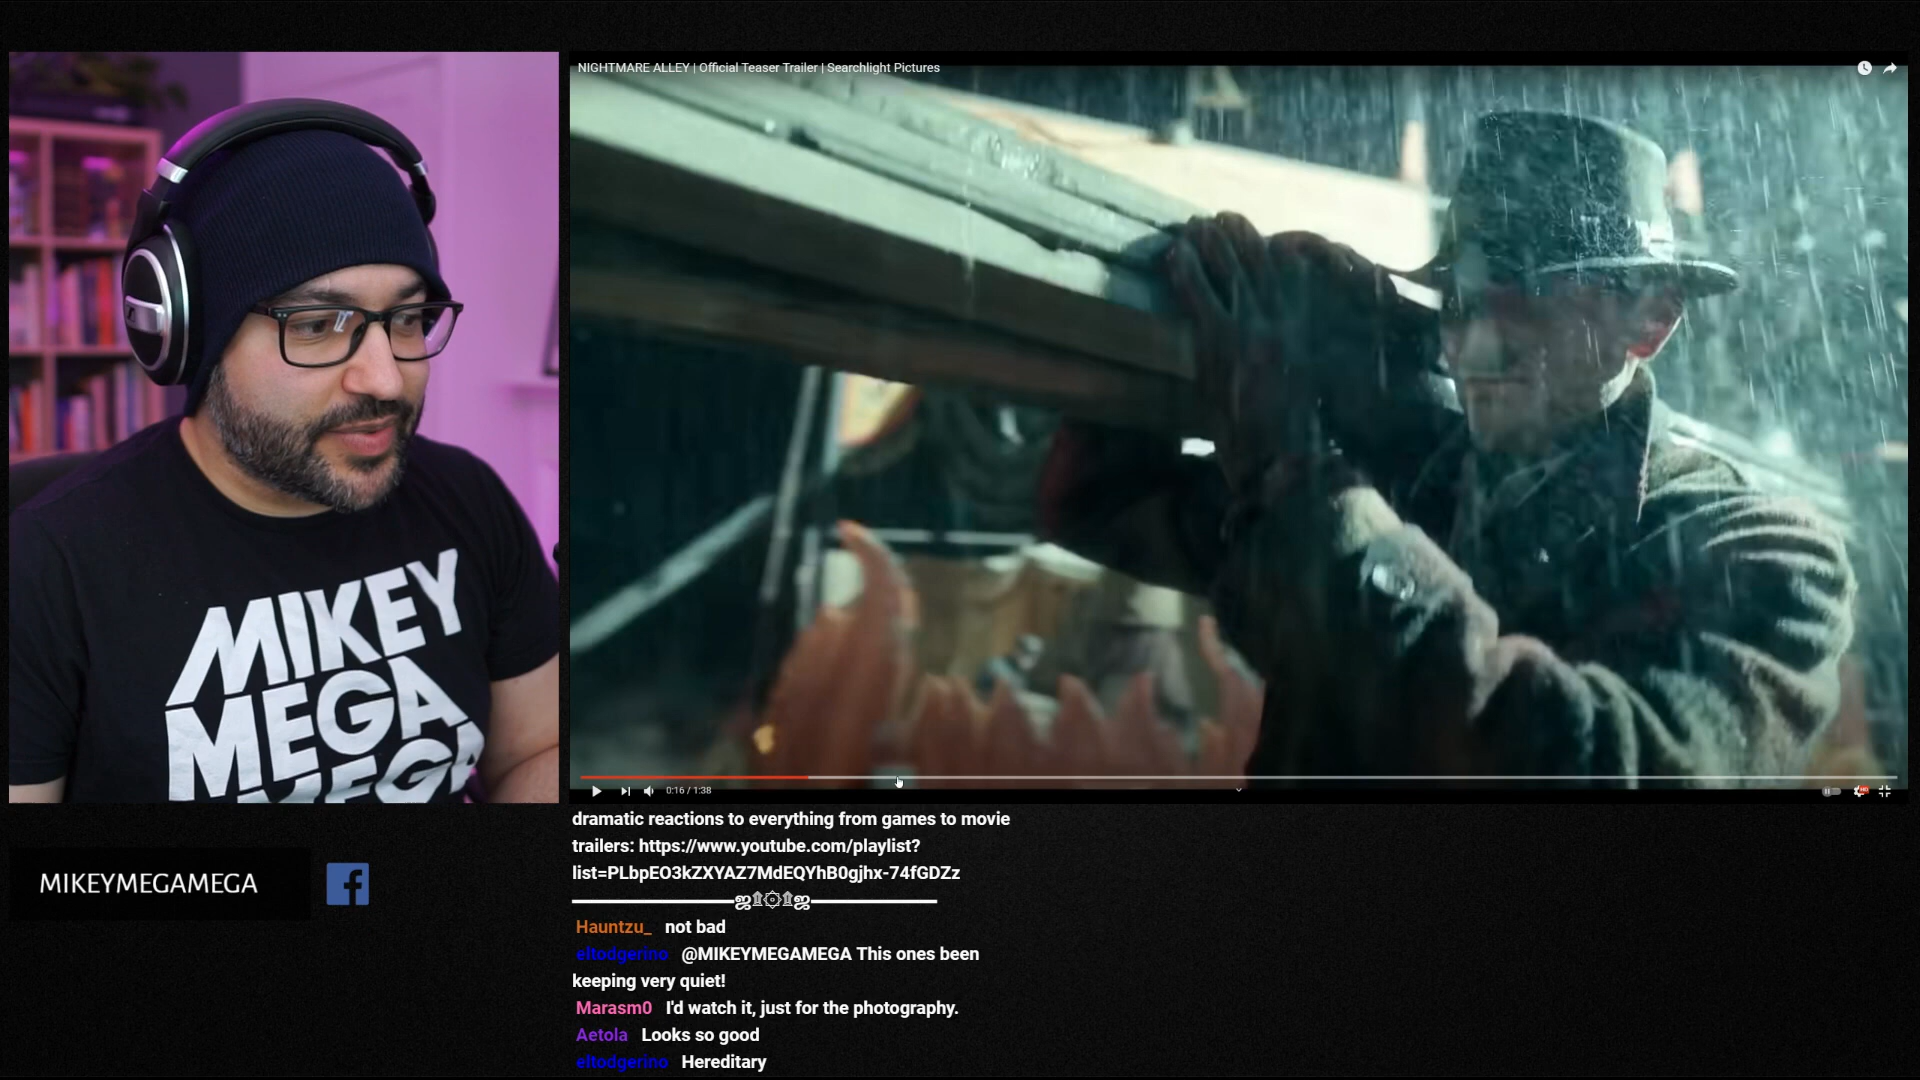 NIGHTMARE ALLEY | Official Teaser Trailer | Searchlight Pictures
MIKEY
MEGA
MEGA
0:16 / 1:38
HD
dramatic reactions to everything from games to movie
trailers: https://www.youtube.com/playlist?
list=PLbpEO3kZXYAZ7MdEQYhB0gjhx-74fGDZz
MIKEYMEGAMEGA
Hauntzu_ not bad
eltodgerino @MIKEYMEGAMEGA This ones been
keeping very quiet!
Marasm0 I'd watch it, just for the photography.
Aetola Looks so good
eltodgerino Hereditary